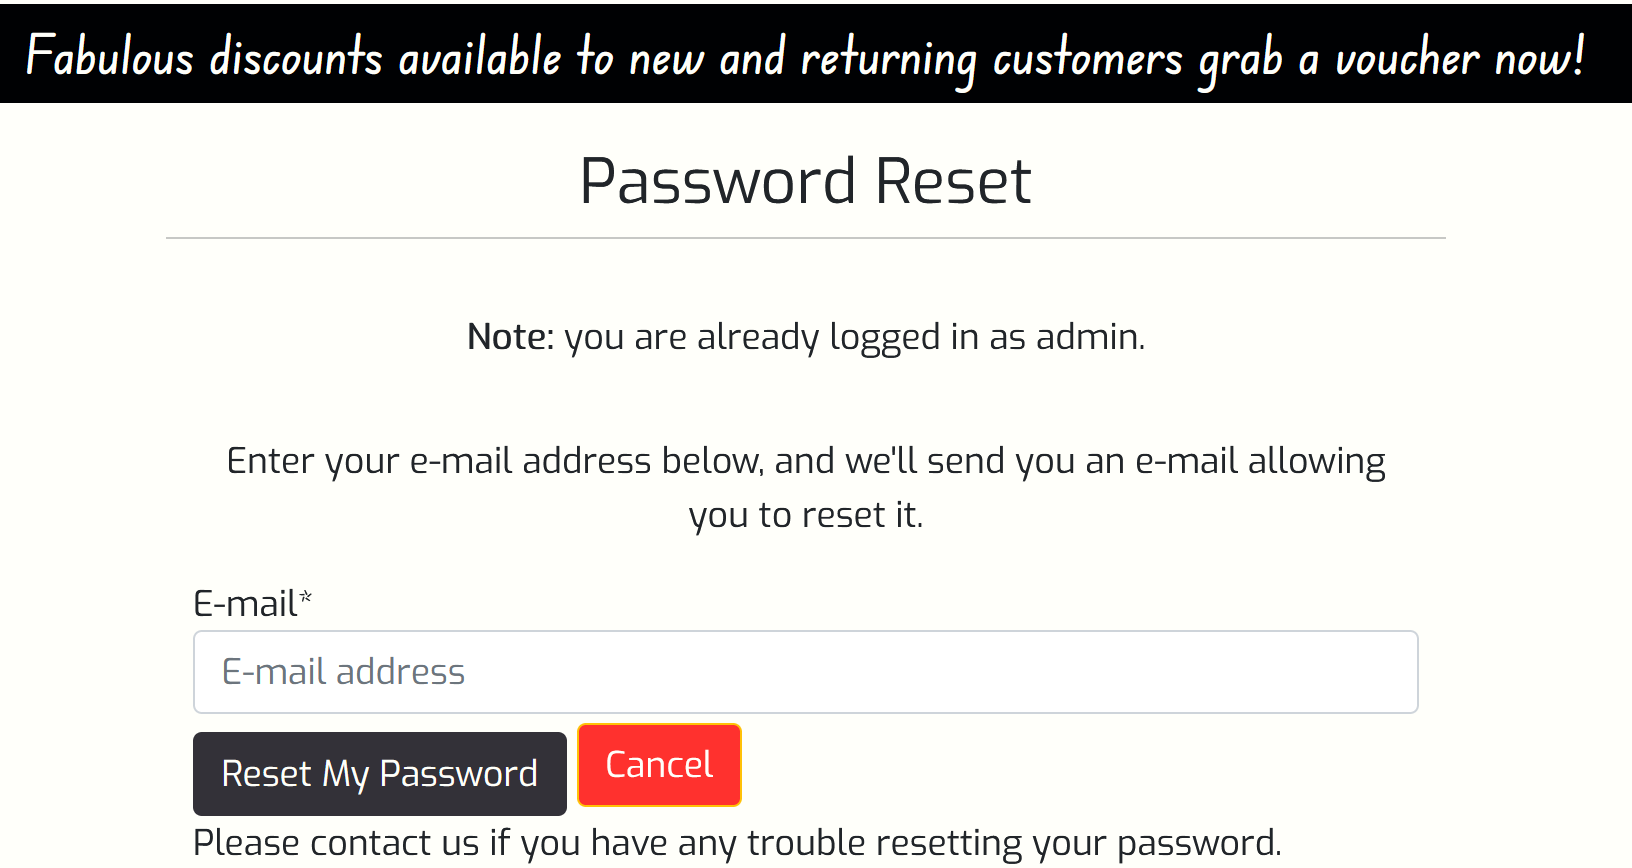 Fabulous discounts available to new and returning customers grab a voucher now!
Password Reset
Note: you are already logged in as admin.
Enter your e-mail address below, and we'll send you an e-mail allowing
you to reset it.
E-mail*
E-mail address
Reset My Password Cancel
Please contact us if you have any trouble resetting your password.